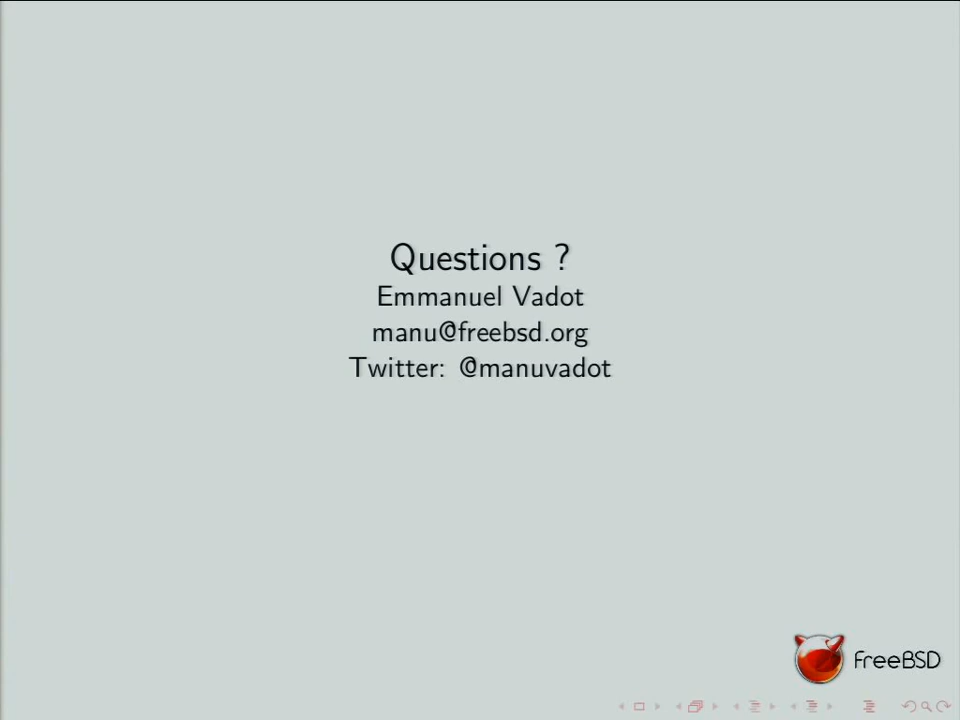 Questions ?
Emmanuel Vadot
manu@freebsd.org
Twitter: @manuvadot
FreeBSD